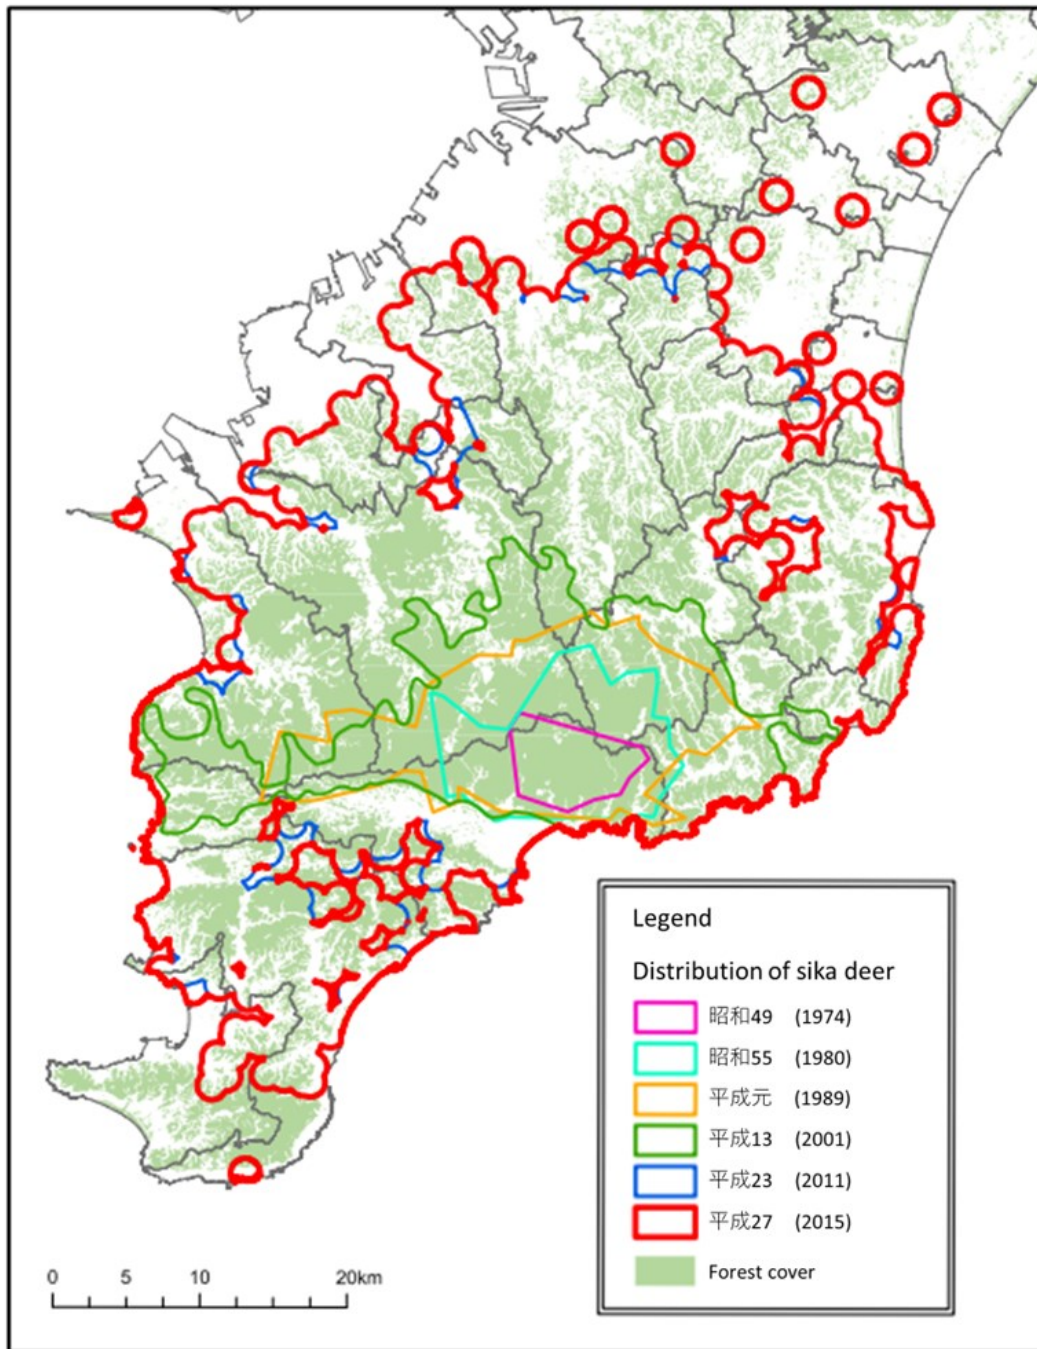 Legend
Distribution of sika deer
昭和49 (1974)
昭和55 (1980)
平成元 (1989)
平成13 (2001)
平成23 (2011)
平成27 (2015)
Forest cover
0 5 10 20km